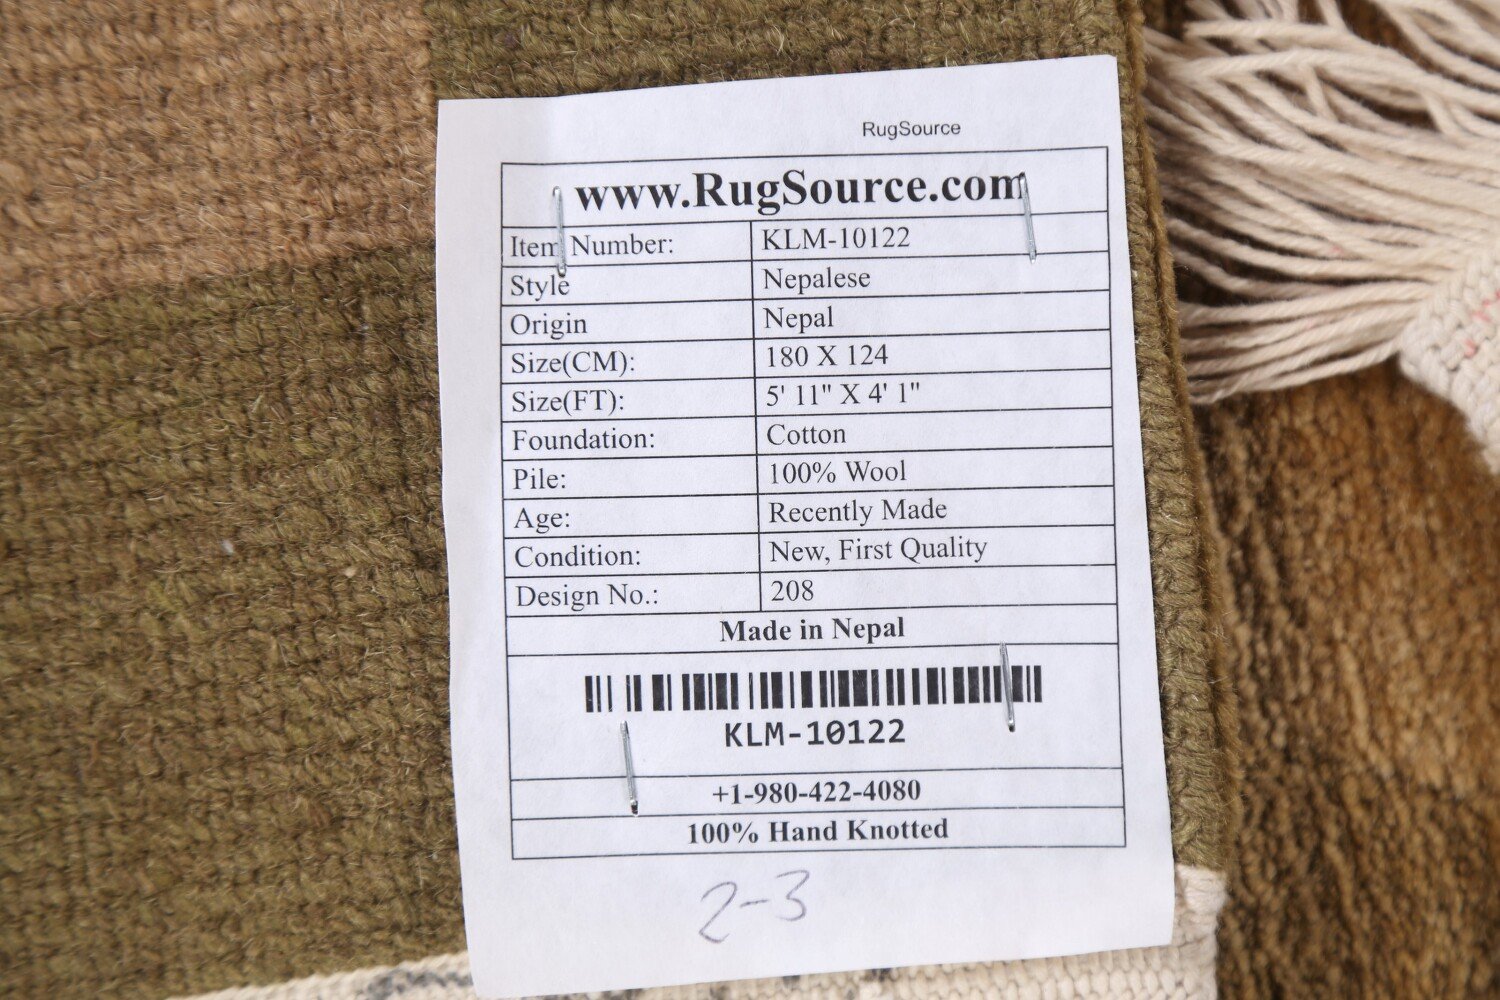 RugSource
www.RugSource.com
Item Number: KLM-10122
Style Nepalese
Origin Nepal
Size(CM): 180 X 124
Size(FT): 5' 11" X 4' 1"
Foundation: Cotton
Pile: 100% Wool
Age: Recently Made
Condition: New, First Quality
Design No.: 208
Made in Nepal
KLM-10122
+1-980-422-4080
100% Hand Knotted
2-3